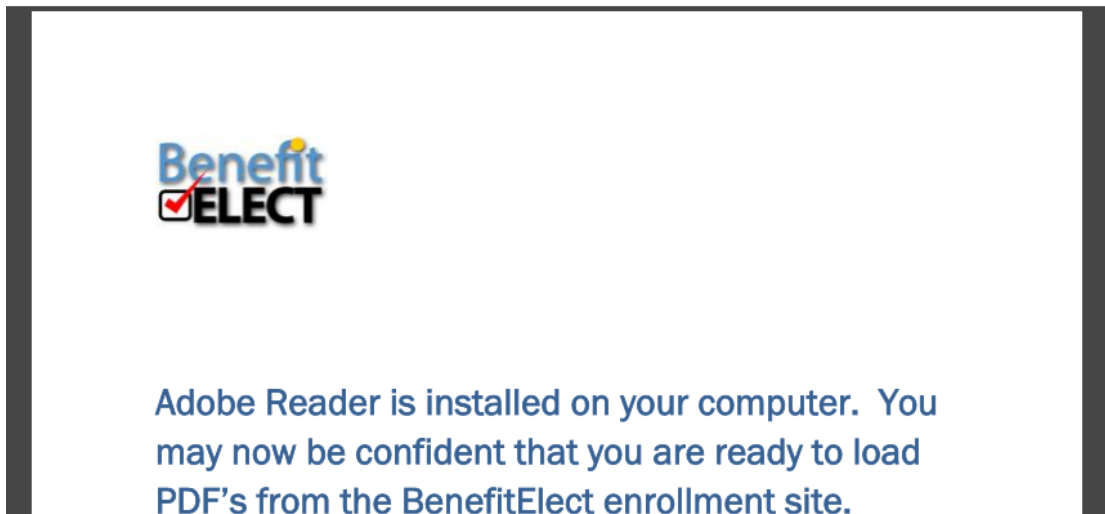 Benefit
ELECT
Adobe Reader is installed on your computer.  You
may now be confident that you are ready to load
PDF's from the BenefitElect enrollment site.